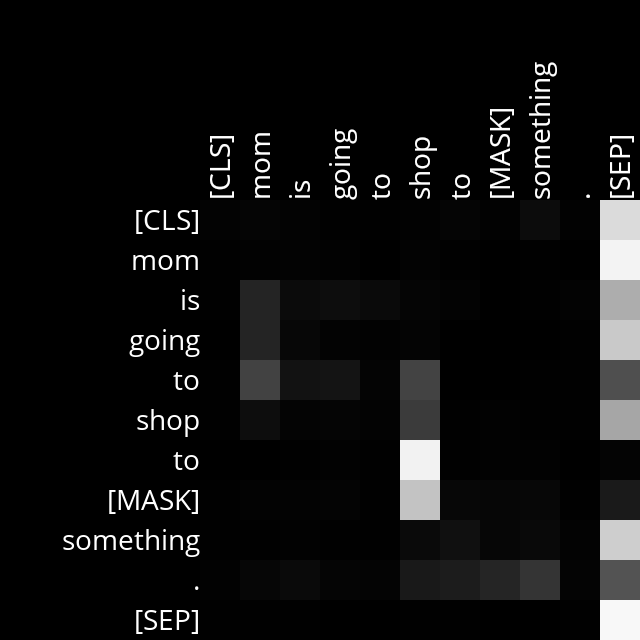 [CLS]
mom
is
going
to
shop
to
[MASK]
something
.
[SEP]
[CLS]
mom
is
going
to
shop
to
[MASK]
something
.
[SEP]